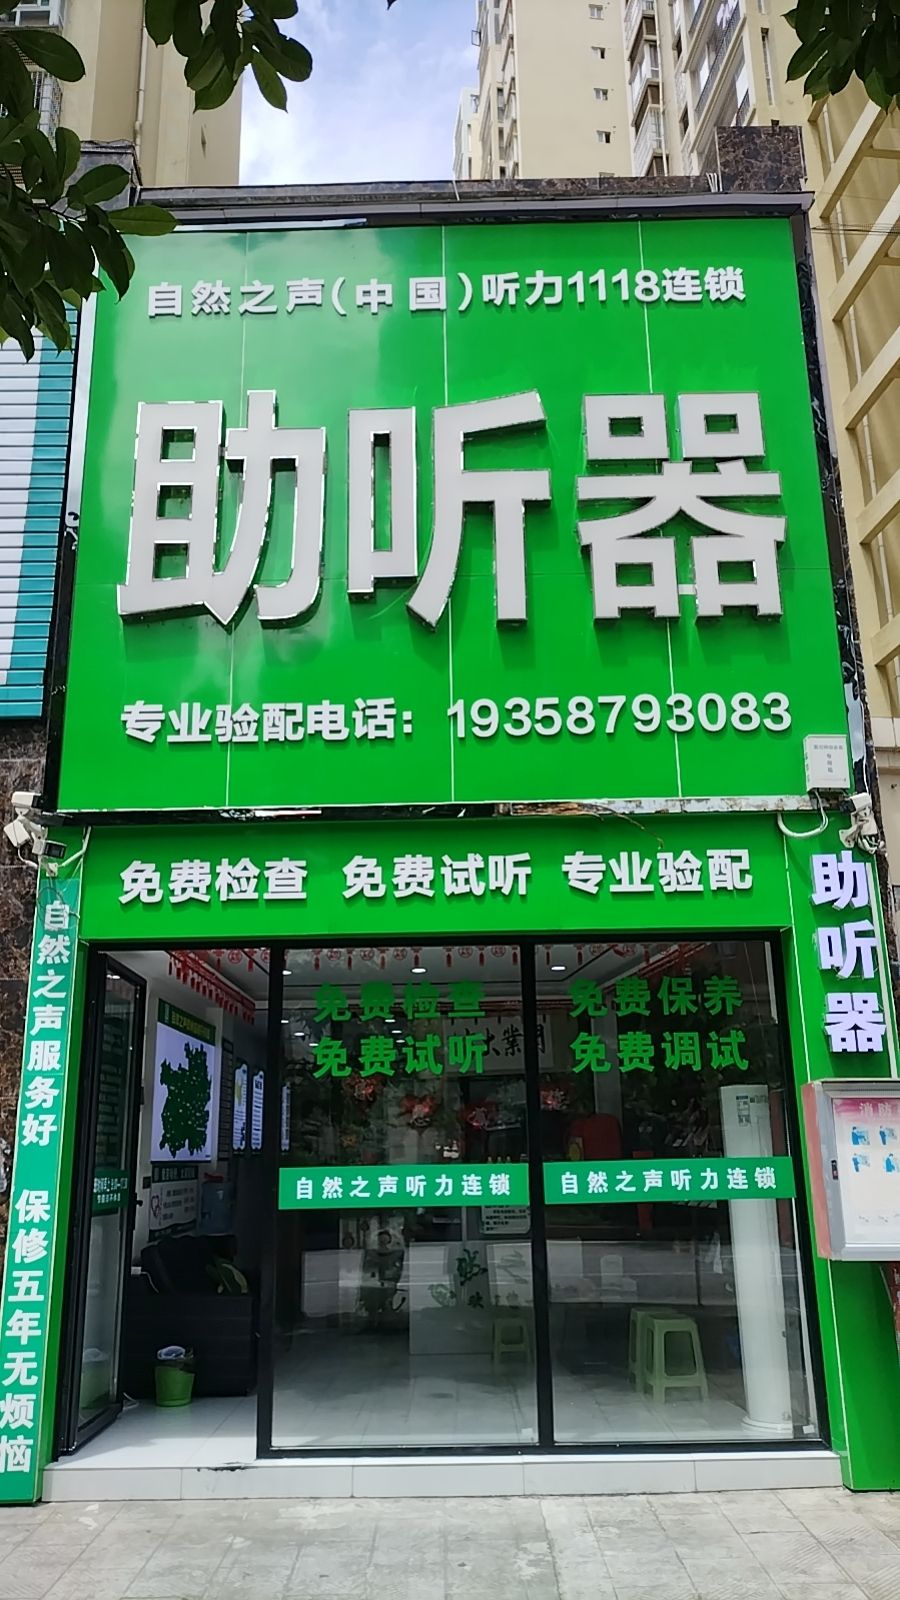 自然之声(中国)听力1118连锁
助听器
专业验配电话：19358793083
免费检查 免费试听 专业验配
助听器
自然之声服务好 保修五年无烦恼
免费检查
免费试听
免费保养
免费调试
自然之声听力连锁
自然之声听力连锁
消防